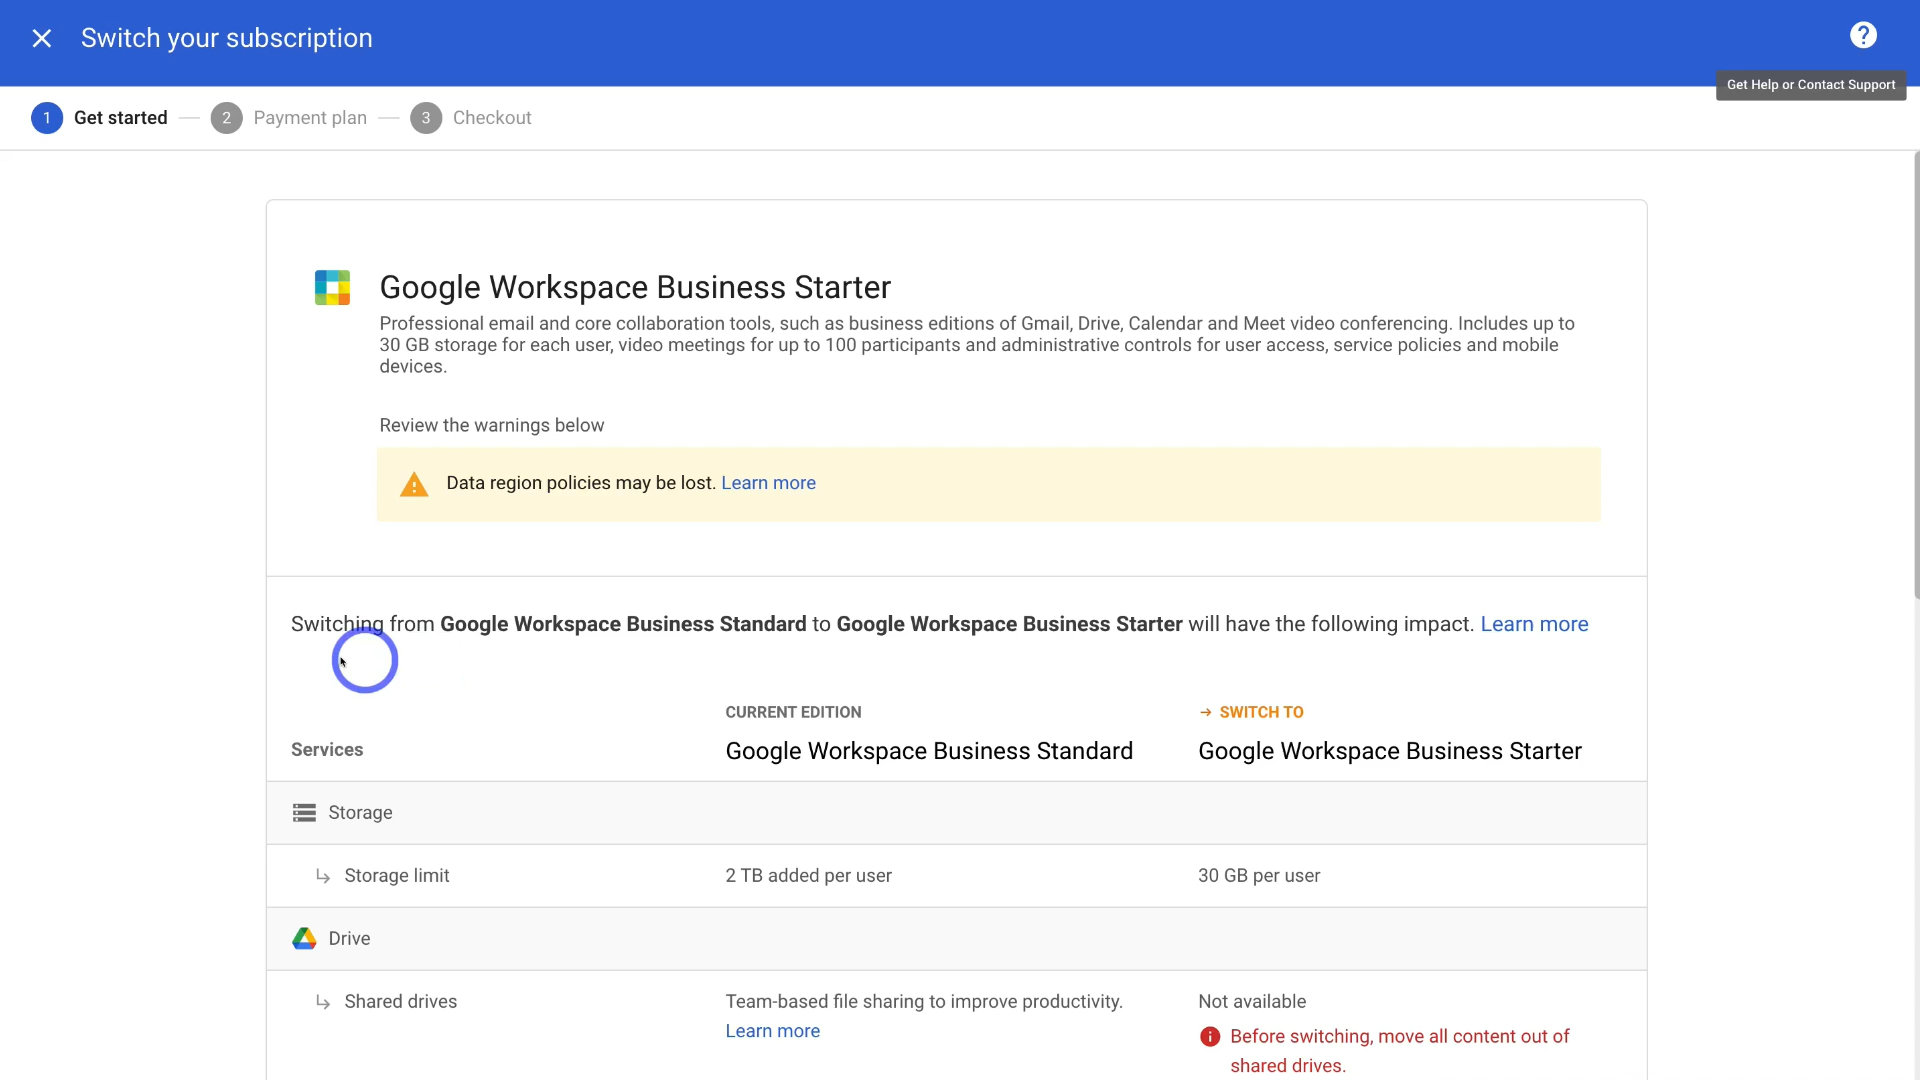 Switch your subscription
?
Get Help or Contact Support
1 Get started 2 Payment plan 3 Checkout
Google Workspace Business Starter
Professional email and core collaboration tools, such as business editions of Gmail, Drive, Calendar and Meet video conferencing. Includes up to
30 GB storage for each user, video meetings for up to 100 participants and administrative controls for user access, service policies and mobile
devices.
Review the warnings below
Data region policies may be lost. Learn more
Switching from Google Workspace Business Standard to Google Workspace Business Starter will have the following impact. Learn more
CURRENT EDITION → SWITCH TO
Services Google Workspace Business Standard Google Workspace Business Starter
Storage
Storage limit 2 TB added per user 30 GB per user
Drive
Shared drives Team-based file sharing to improve productivity. Not available
Learn more Before switching, move all content out of
shared drives.